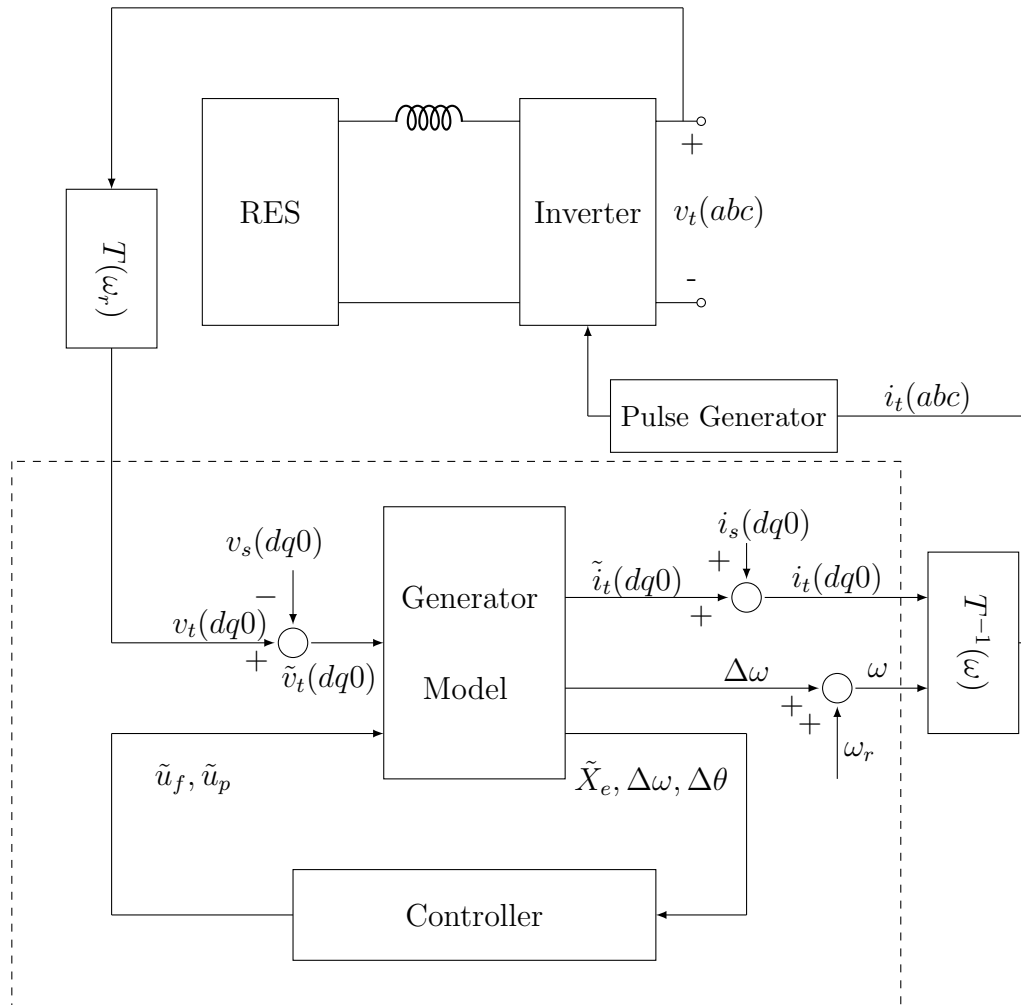 RES
Inverter
+
v_t(abc)
-
T(ω_r)
Pulse Generator
i_t(abc)
v_s(dq0)
−
v_t(dq0)
+
ṽ_t(dq0)
Generator
Model
ĩ_t(dq0)
+
i_s(dq0)
+
i_t(dq0)
T^{-1}(ω)
Δω
+
+
ω
ω_r
ũ_f, ũ_p
X̃_e, Δω, Δθ
Controller